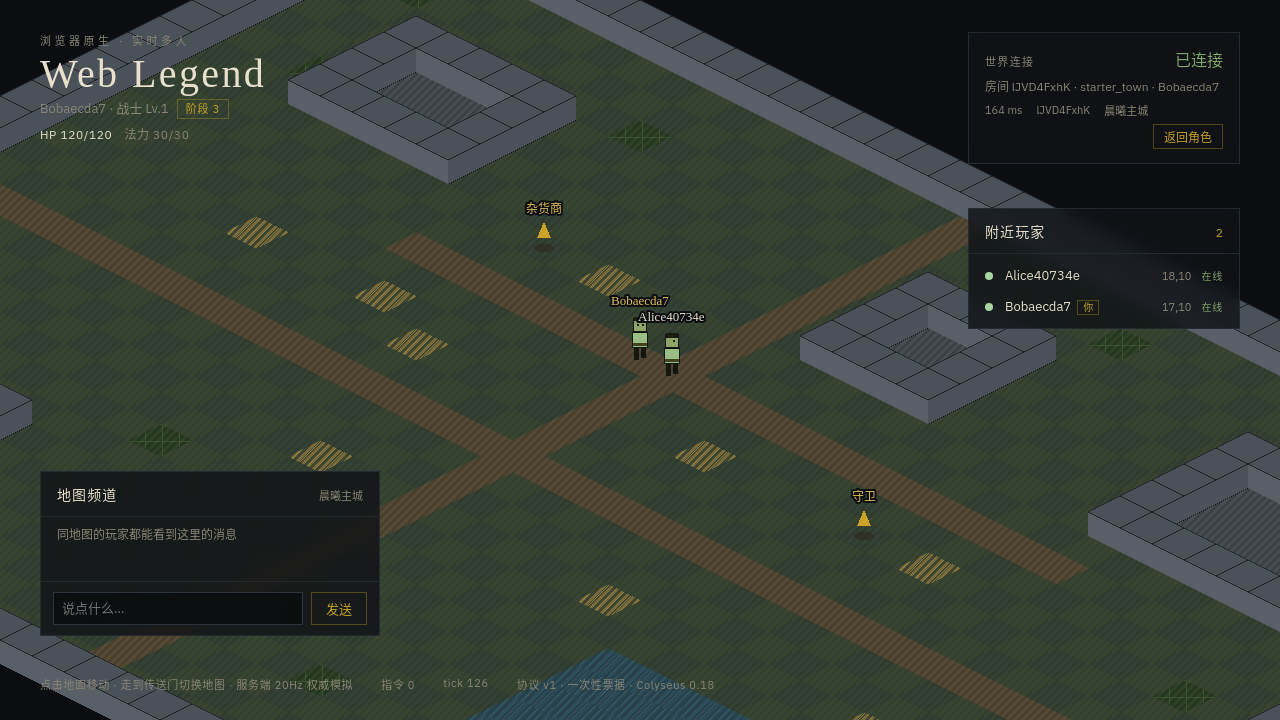 浏览器原生 · 实时多人
Web Legend
Bobaecda7 · 战士 Lv.1 阶段 3
HP 120/120 法力 30/30
世界连接 已连接
房间 lJVD4FxhK · starter_town · Bobaecda7
164 ms lJVD4FxhK 晨曦主城
返回角色
附近玩家 2
Alice40734e 18,10 在线
Bobaecda7 你 17,10 在线
杂货商
Bobaecda7
Alice40734e
守卫
地图频道 晨曦主城
同地图的玩家都能看到这里的消息
说点什么... 发送
点击地面移动 · 走到传送门切换地图 · 服务端 20Hz 权威模拟 指令 0 tick 126 协议 v1 · 一次性票据 · Colyseus 0.18